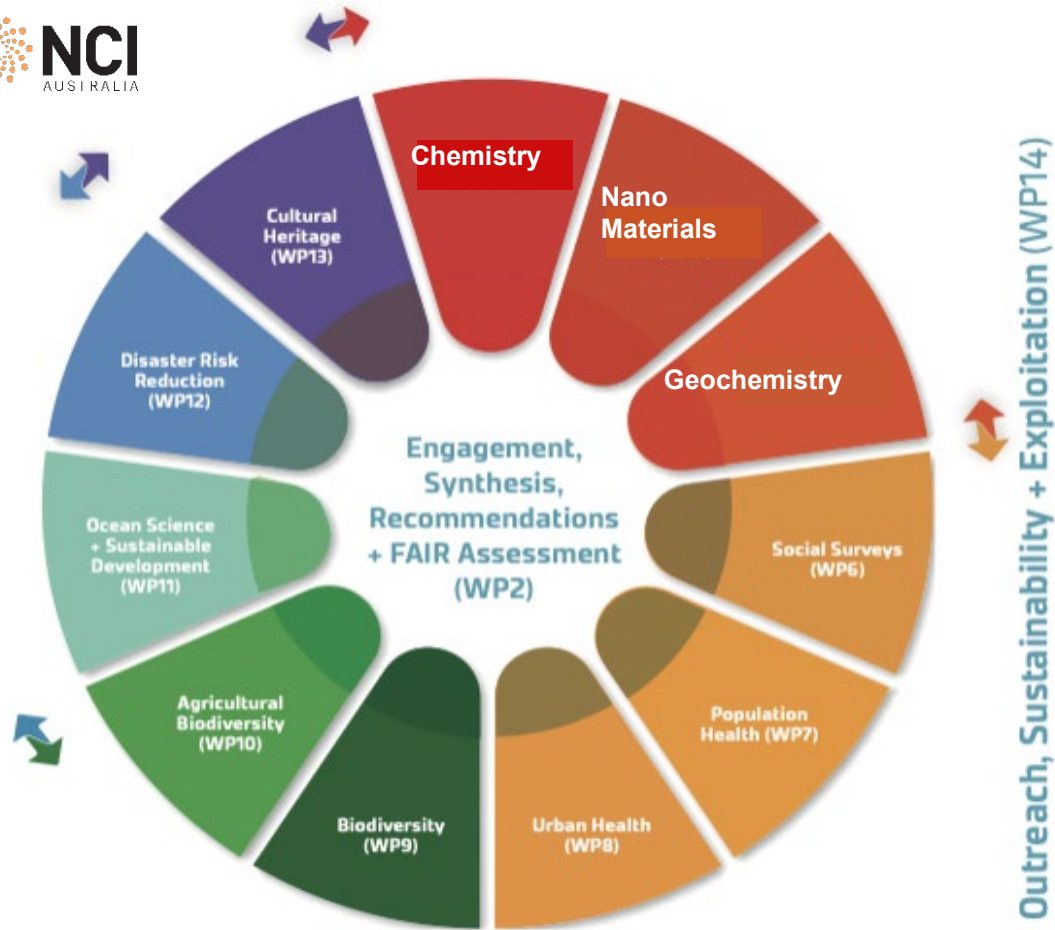 NCI
AUSTRALIA
Chemistry
Nano
Materials
Geochemistry
Social Surveys
(WP6)
Population
Health (WP7)
Urban Health
(WP8)
Biodiversity
(WP9)
Agricultural
Biodiversity
(WP10)
Ocean Science
+ Sustainable
Development
(WP11)
Disaster Risk
Reduction
(WP12)
Cultural
Heritage
(WP13)
Engagement,
Synthesis,
Recommendations
+ FAIR Assessment
(WP2)
Outreach, Sustainability + Exploitation (WP14)